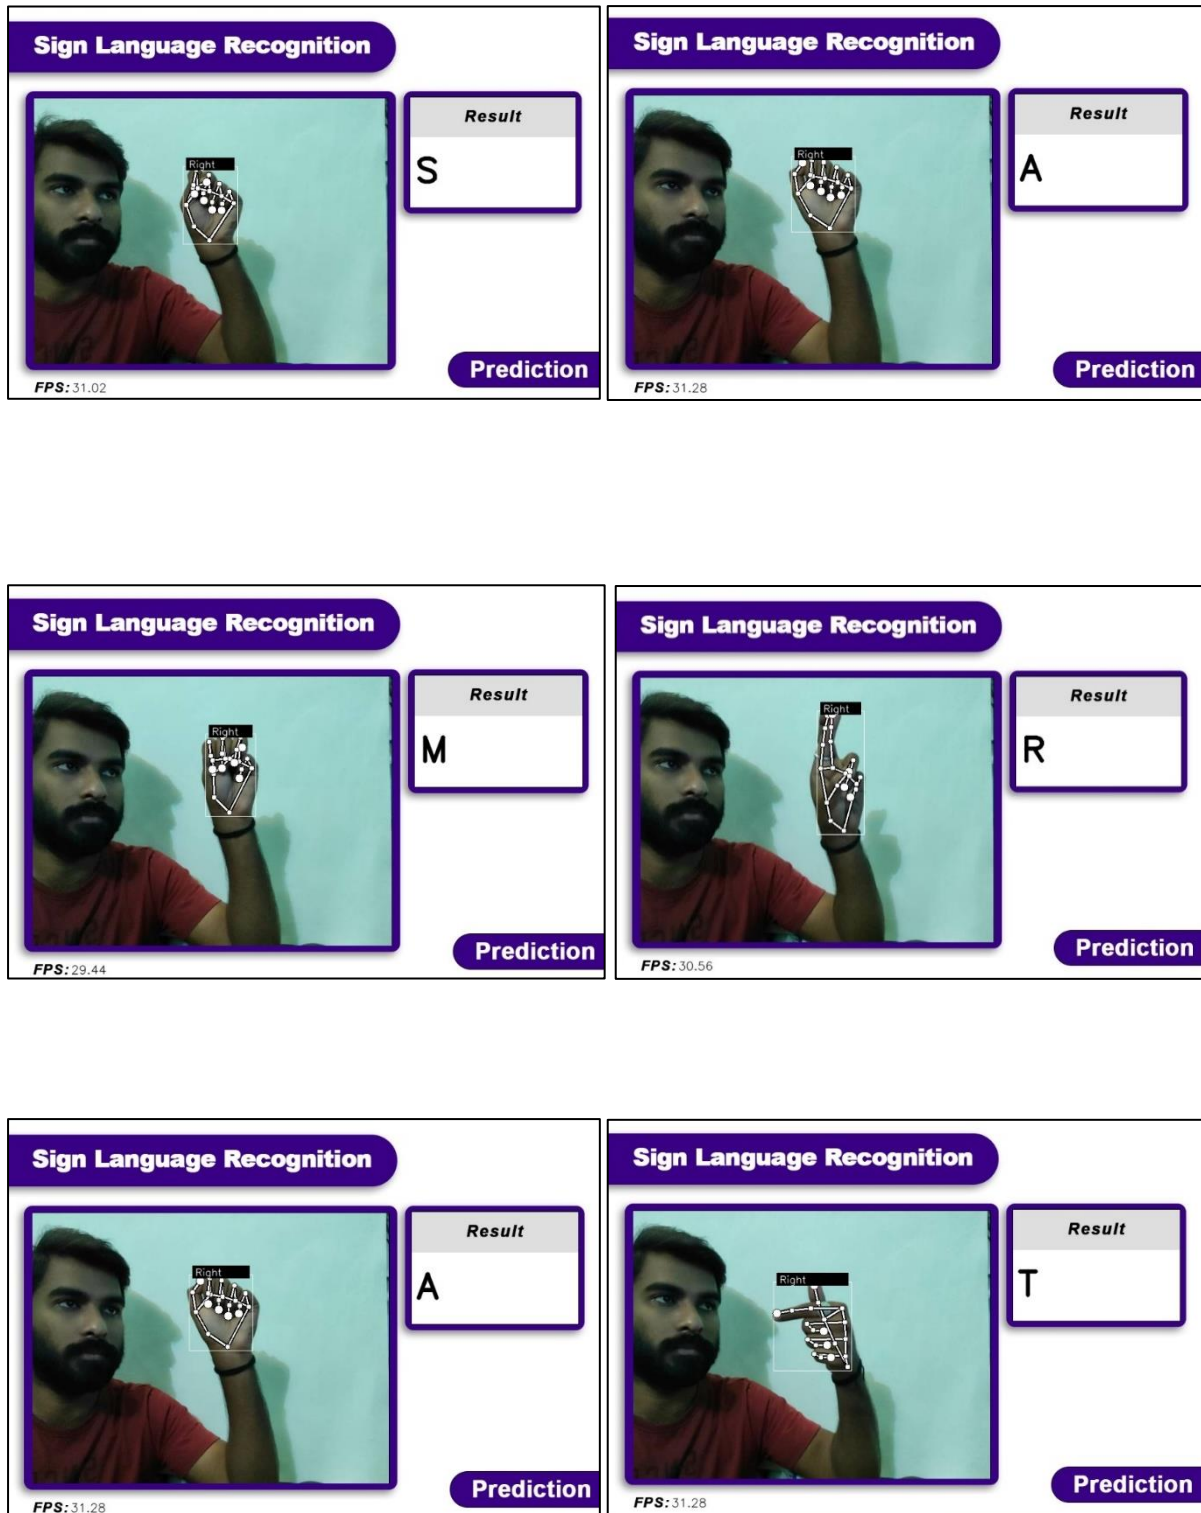 Sign Language Recognition
Result
Right
S
Prediction
FPS: 31.02
Sign Language Recognition
Result
Right
A
Prediction
FPS: 31.28
Sign Language Recognition
Result
Right
M
Prediction
FPS: 29.44
Sign Language Recognition
Result
Right
R
Prediction
FPS: 30.56
Sign Language Recognition
Result
Right
A
Prediction
FPS: 31.28
Sign Language Recognition
Result
Right
T
Prediction
FPS: 31.28